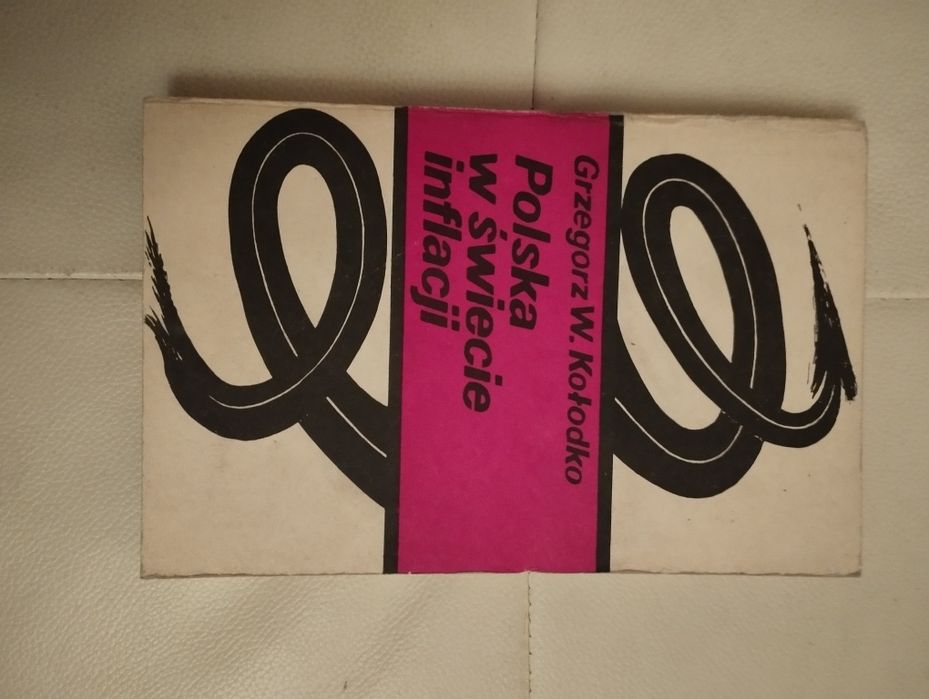 Grzegorz W. Kołodko
Polska
w świecie
inflacji